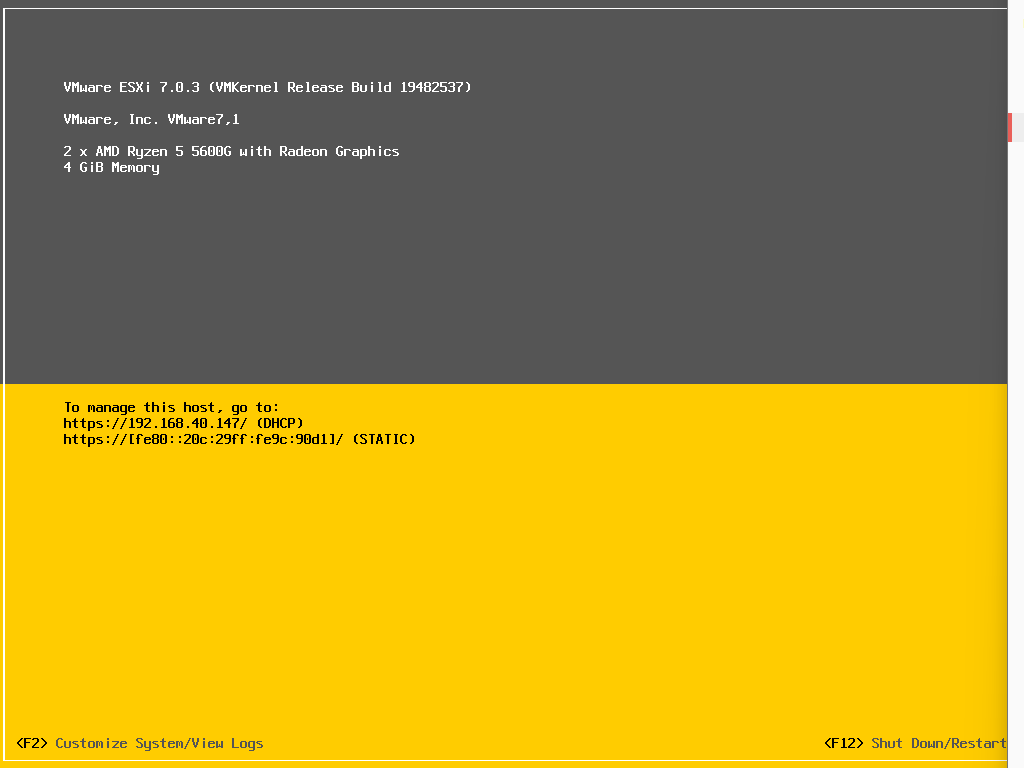 VMware ESXi 7.0.3 (VMKernel Release Build 19482537)
VMware, Inc. VMware7,1
2 x AMD Ryzen 5 5600G with Radeon Graphics
4 GiB Memory
To manage this host, go to:
https://192.168.40.147/ (DHCP)
https://[fe80::20c:29ff:fe9c:90d1]/ (STATIC)
<F2> Customize System/View Logs
<F12> Shut Down/Restart